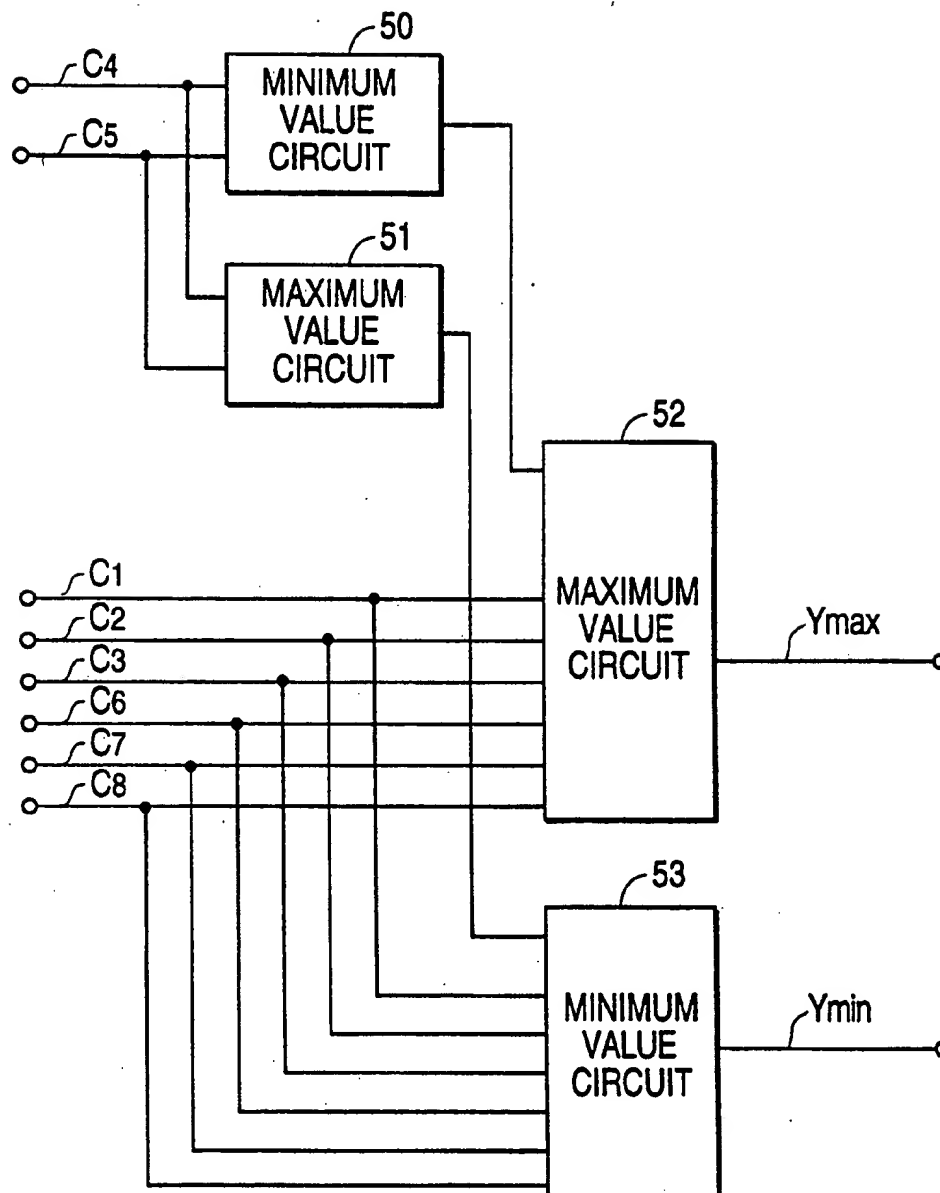 50
C4
MINIMUM
VALUE
CIRCUIT
C5
51
MAXIMUM
VALUE
CIRCUIT
52
C1
C2
C3
C6
C7
C8
MAXIMUM
VALUE
CIRCUIT
Ymax
53
MINIMUM
VALUE
CIRCUIT
Ymin